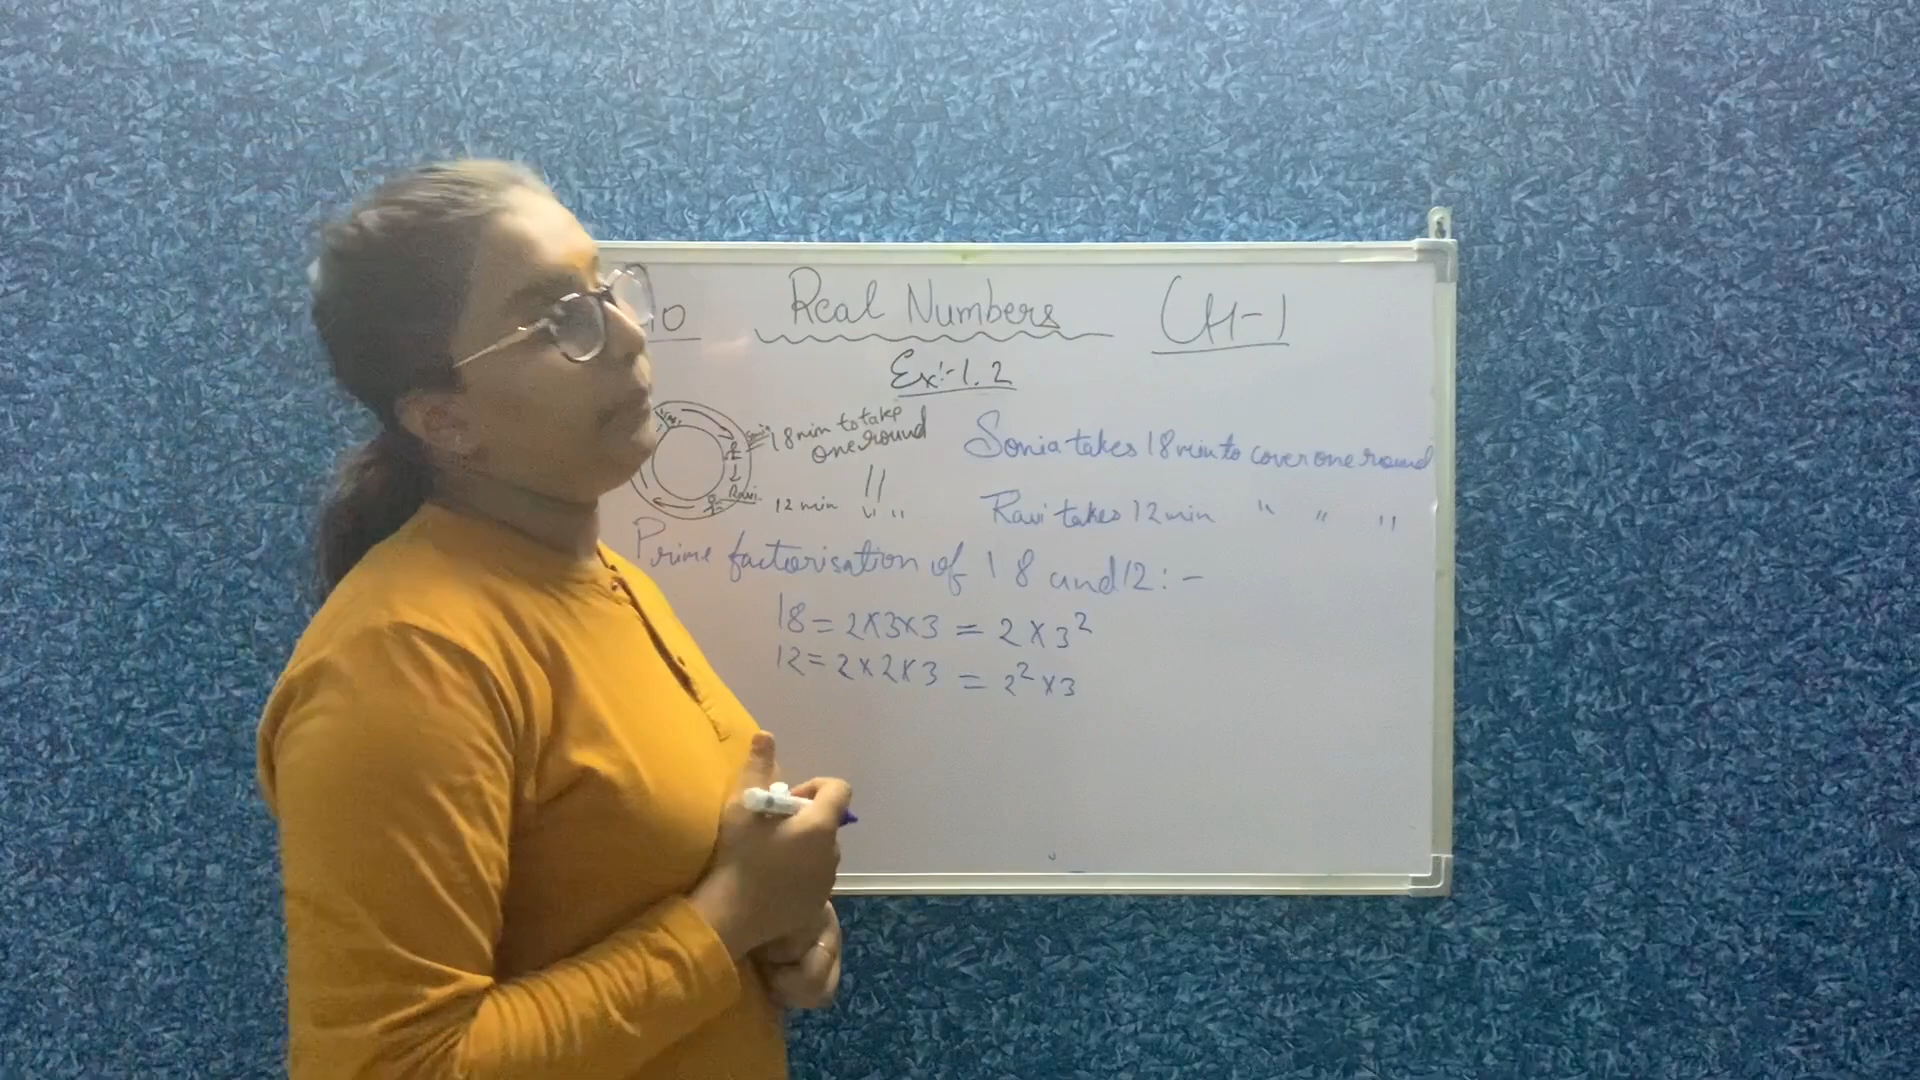 10 Real Numbers CH-1
Ex:-1.2
Sonia 18 min to take
one round
Ravi 12 min " "
Sonia takes 18 min to cover one round
Ravi takes 12 min " " "
Prime factorisation of 18 and 12:-
18 = 2×3×3 = 2×3²
12 = 2×2×3 = 2²×3